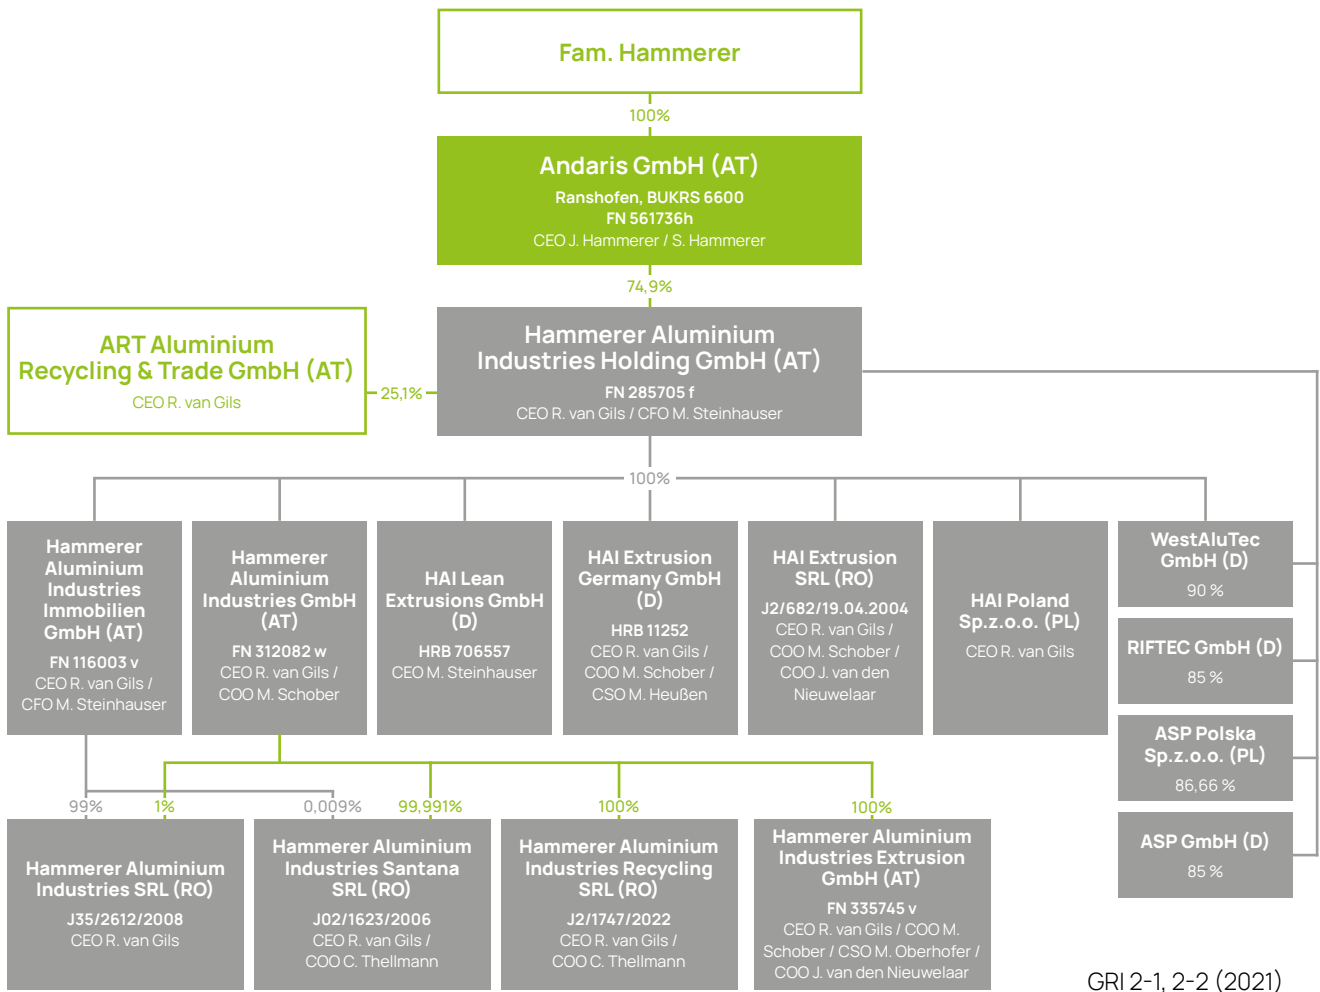 Fam. Hammerer
100%
Andaris GmbH (AT)
Ranshofen, BUKRS 6600
FN 561736h
CEO J. Hammerer / S. Hammerer
74,9%
ART Aluminium
Recycling & Trade GmbH (AT)
CEO R. van Gils
25,1%
Hammerer Aluminium
Industries Holding GmbH (AT)
FN 285705 f
CEO R. van Gils / CFO M. Steinhauser
100%
Hammerer
Aluminium
Industries
Immobilien
GmbH (AT)
FN 116003 v
CEO R. van Gils /
CFO M. Steinhauser
Hammerer
Aluminium
Industries GmbH
(AT)
FN 312082 w
CEO R. van Gils /
COO M. Schober
HAI Lean
Extrusions GmbH
(D)
HRB 706557
CEO M. Steinhauser
HAI Extrusion
Germany GmbH
(D)
HRB 11252
CEO R. van Gils /
COO M. Schober /
CSO M. Heußen
HAI Extrusion
SRL (RO)
J2/682/19.04.2004
CEO R. van Gils /
COO M. Schober /
COO J. van den
Nieuwelaar
HAI Poland
Sp.z.o.o. (PL)
CEO R. van Gils
WestAluTec
GmbH (D)
90 %
RIFTEC GmbH (D)
85 %
ASP Polska
Sp.z.o.o. (PL)
86,66 %
ASP GmbH (D)
85 %
99%
1%
0,009%
99,991%
100%
100%
Hammerer Aluminium
Industries SRL (RO)
J35/2612/2008
CEO R. van Gils
Hammerer Aluminium
Industries Santana
SRL (RO)
J02/1623/2006
CEO R. van Gils /
COO C. Thellmann
Hammerer Aluminium
Industries Recycling
SRL (RO)
J2/1747/2022
CEO R. van Gils /
COO C. Thellmann
Hammerer Aluminium
Industries Extrusion
GmbH (AT)
FN 335745 v
CEO R. van Gils / COO M.
Schober / CSO M. Oberhofer /
COO J. van den Nieuwelaar
GRI 2-1, 2-2 (2021)